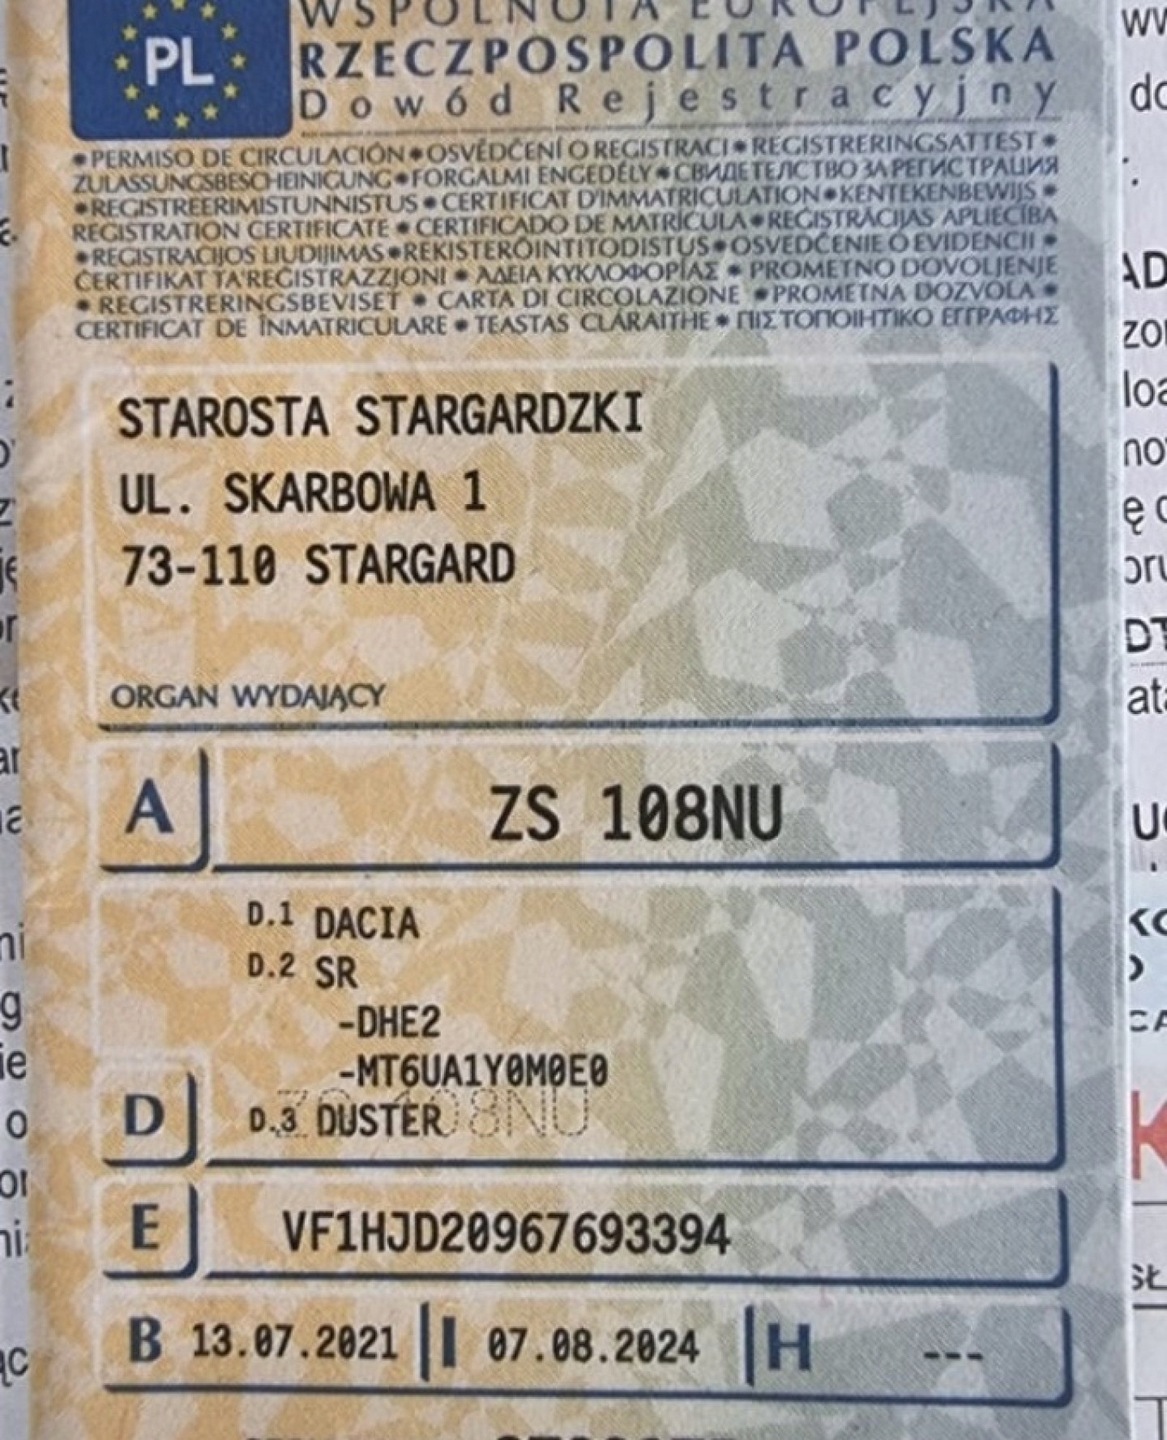 PL
WSPÓLNOTA EUROPEJSKA
RZECZPOSPOLITA POLSKA
Dowód Rejestracyjny
•PERMISO DE CIRCULACIÓN•OSVĚDČENÍ O REGISTRACI•REGISTRERINGSATTEST•
ZULASSUNGSBESCHEINIGUNG•FORGALMI ENGEDÉLY•СВИДЕТЕЛСТВО ЗА РЕГИСТРАЦИЯ
•REGISTREERIMISTUNNISTUS•CERTIFICAT D'IMMATRICULATION•KENTEKENBEWIJS•
REGISTRATION CERTIFICATE•CERTIFICADO DE MATRÍCULA•REĢISTRĀCIJAS APLIECĪBA
•REGISTRACIJOS LIUDIJIMAS•REKISTERÖINTITODISTUS•OSVEDČENIE O EVIDENCII•
ĊERTIFIKAT TA'REĠISTRAZZJONI•ΑΔΕΙΑ ΚΥΚΛΟΦΟΡΙΑΣ•PROMETNO DOVOLJENJE
•REGISTRERINGSBEVISET•CARTA DI CIRCOLAZIONE•PROMETNA DOZVOLA•
CERTIFICAT DE ÎNMATRICULARE•TEASTAS CLÁRAITHE•ΠΙΣΤΟΠΟΙΗΤΙΚΟ ΕΓΓΡΑΦΗΣ
STAROSTA STARGARDZKI
UL. SKARBOWA 1
73-110 STARGARD
ORGAN WYDAJĄCY
A ZS 108NU
D.1 DACIA
D.2 SR
-DHE2
-MT6UA1Y0M0E0
D D.3 DUSTER
ZS 108NU
E VF1HJD20967693394
B 13.07.2021 I 07.08.2024 H ---